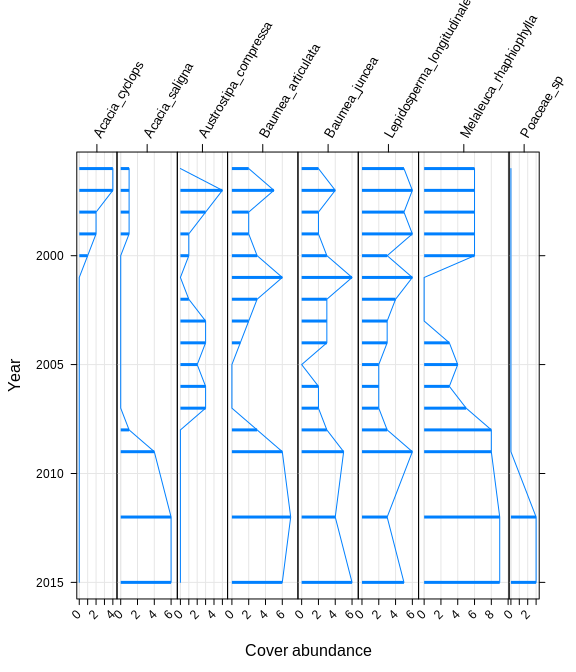 Acacia_cyclops
Acacia_saligna
Austrostipa_compressa
Baumea_articulata
Baumea_juncea
Lepidosperma_longitudinale
Melaleuca_rhaphiophylla
Poaceae_sp
2000
2005
2010
2015
Year
0 2 4 0 2 4 6 0 2 4 0 2 4 6 0 2 4 6 0 2 4 6 0 2 4 6 8 0 2
Cover abundance